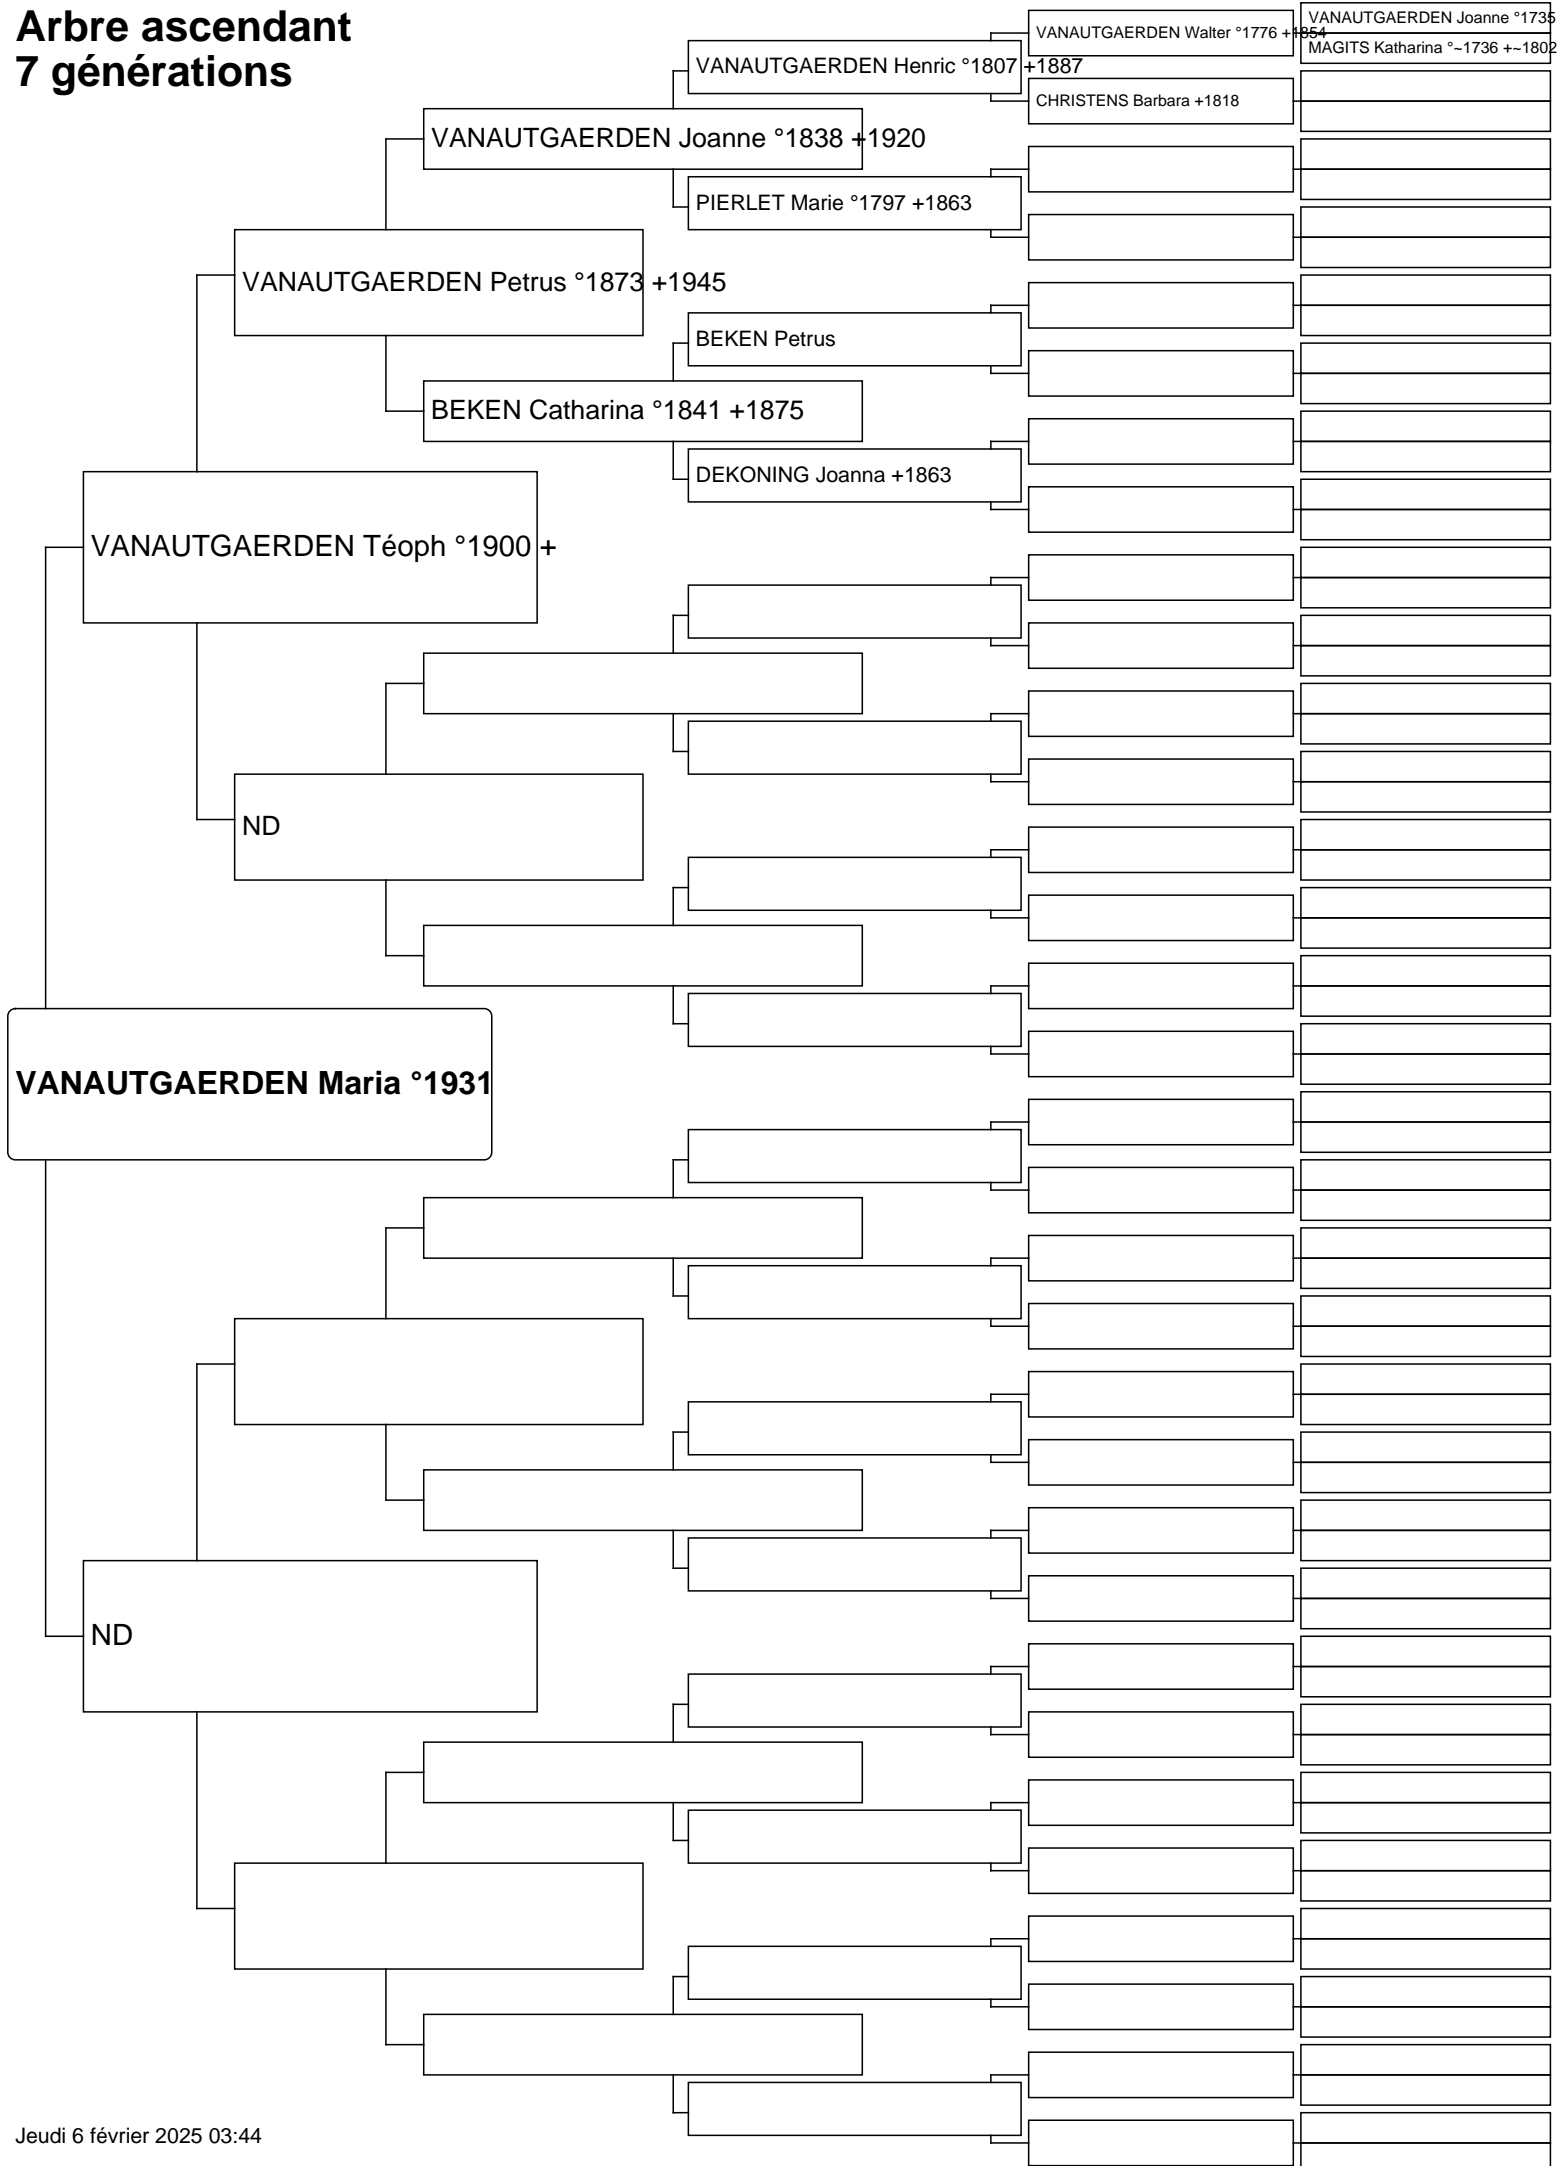 Arbre ascendant
7 générations
VANAUTGAERDEN Joanne °1735
VANAUTGAERDEN Walter °1776 +1854
MAGITS Katharina °~1736 +~1802
VANAUTGAERDEN Henric °1807 +1887
CHRISTENS Barbara +1818
VANAUTGAERDEN Joanne °1838 +1920
PIERLET Marie °1797 +1863
VANAUTGAERDEN Petrus °1873 +1945
BEKEN Petrus
BEKEN Catharina °1841 +1875
DEKONING Joanna +1863
VANAUTGAERDEN Téoph °1900 +
ND
VANAUTGAERDEN Maria °1931
ND
Jeudi 6 février 2025 03:44